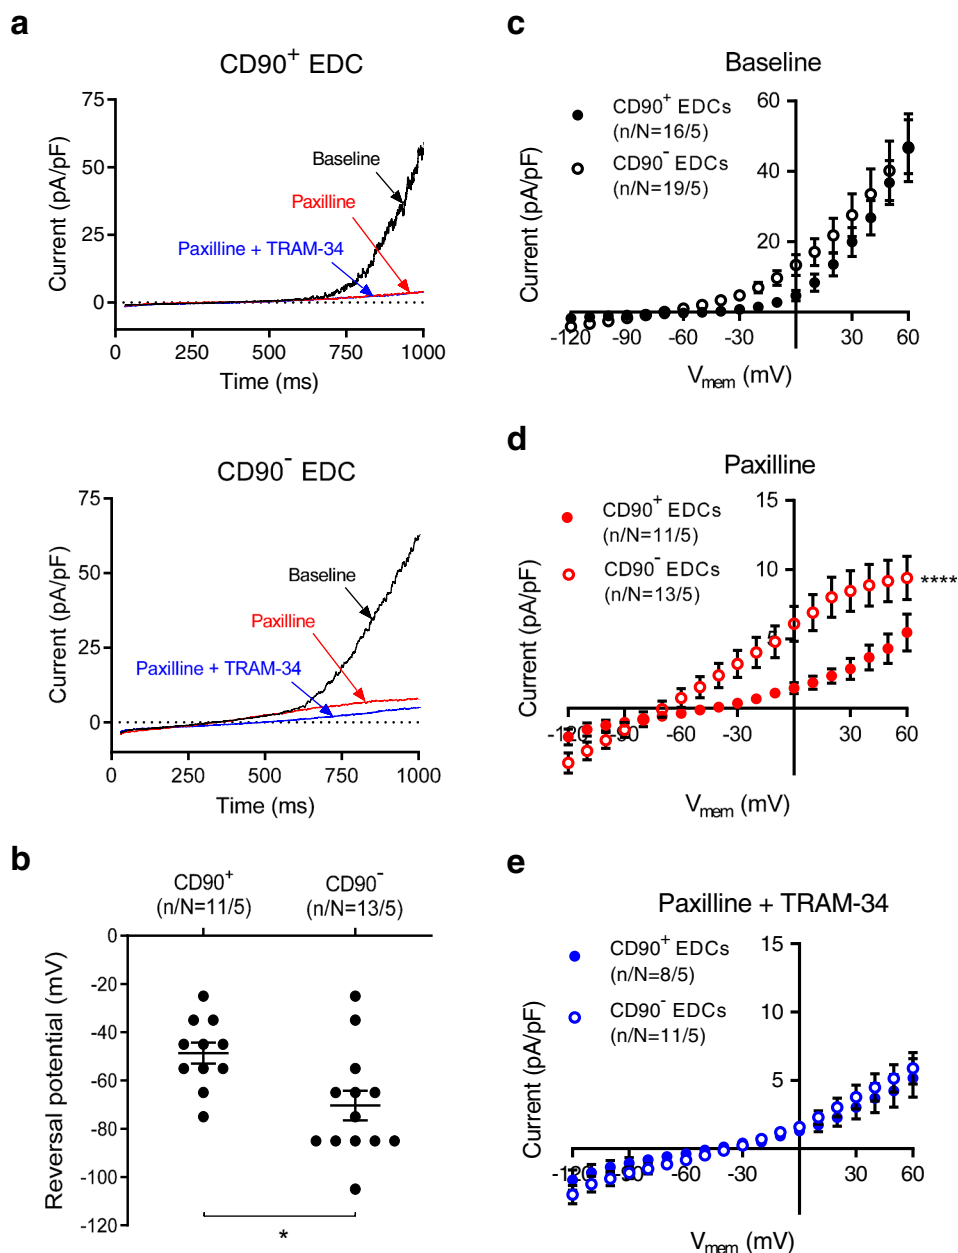 a
CD90+ EDC
75
50
25
0
Current (pA/pF)
Baseline
Paxilline
Paxilline + TRAM-34
0 250 500 750 1000
Time (ms)
CD90- EDC
75
50
25
0
Current (pA/pF)
Baseline
Paxilline
Paxilline + TRAM-34
0 250 500 750 1000
Time (ms)
b
CD90+ CD90-
(n/N=11/5) (n/N=13/5)
0
-20
-40
-60
-80
-100
-120
Reversal potential (mV)
*
c
Baseline
CD90+ EDCs
(n/N=16/5)
CD90- EDCs
(n/N=19/5)
60
40
20
Current (pA/pF)
-120 -90 -60 -30 30 60
Vmem (mV)
d
Paxilline
CD90+ EDCs
(n/N=11/5)
CD90- EDCs
(n/N=13/5)
15
10
5
****
Current (pA/pF)
-120 -90 -60 -30 30 60
Vmem (mV)
e
Paxilline + TRAM-34
CD90+ EDCs
(n/N=8/5)
CD90- EDCs
(n/N=11/5)
15
10
5
Current (pA/pF)
-120 -90 -60 -30 30 60
Vmem (mV)